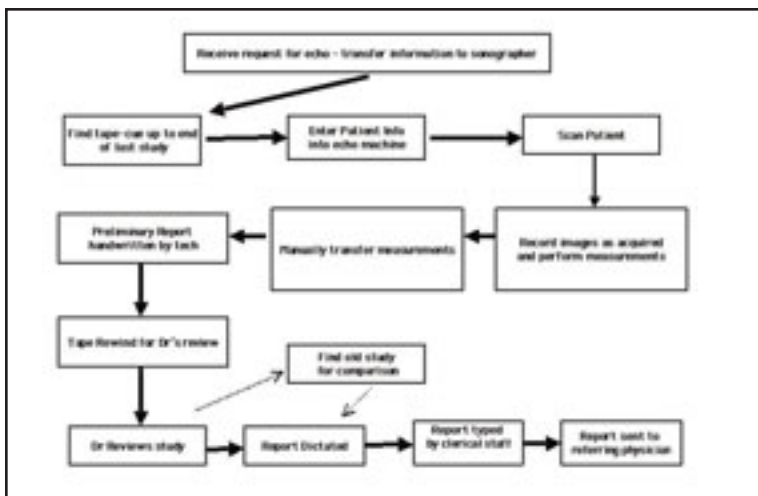 Receive request for echo - transfer information to sonographer
Find tape-cue up to end
of last study
Enter Patient Info
into echo machine
Scan Patient
Preliminary Report
handwritten by tech
Manually transfer measurements
Record images as acquired
and perform measurements
Tape Rewind for Dr's review
Find old study
for comparison
Dr Reviews study
Report Dictated
Report typed
by clerical staff
Report sent to
referring physician